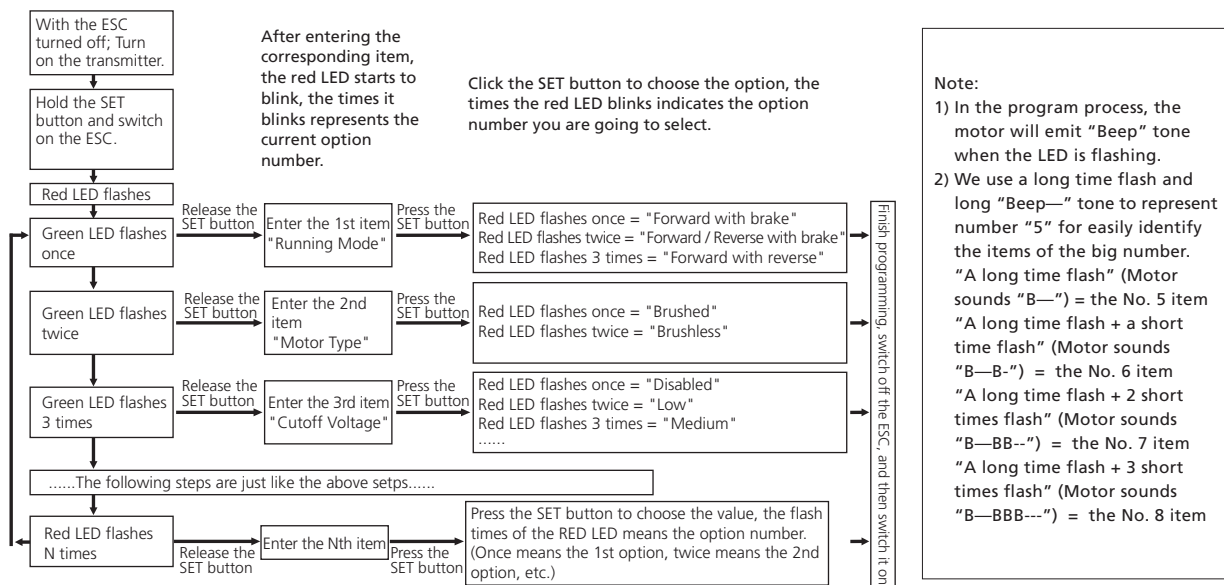 With the ESC
turned off; Turn
on the transmitter.
Hold the SET
button and switch
on the ESC.
Red LED flashes
After entering the
corresponding item,
the red LED starts to
blink, the times it
blinks represents the
current option
number.
Click the SET button to choose the option, the
times the red LED blinks indicates the option
number you are going to select.
Green LED flashes
once
Release the
SET button
Enter the 1st item
"Running Mode"
Press the
SET button
Red LED flashes once = "Forward with brake"
Red LED flashes twice = "Forward / Reverse with brake"
Red LED flashes 3 times = "Forward with reverse"
Green LED flashes
twice
Release the
SET button
Enter the 2nd
item
"Motor Type"
Press the
SET button
Red LED flashes once = "Brushed"
Red LED flashes twice = "Brushless"
Green LED flashes
3 times
Release the
SET button
Enter the 3rd item
"Cutoff Voltage"
Press the
SET button
Red LED flashes once = "Disabled"
Red LED flashes twice = "Low"
Red LED flashes 3 times = "Medium"
......
......The following steps are just like the above setps......
Red LED flashes
N times
Release the
SET button
Enter the Nth item
Press the
SET button
Press the SET button to choose the value, the flash
times of the RED LED means the option number.
(Once means the 1st option, twice means the 2nd
option, etc.)
Finish programming, switch off the ESC, and then switch it on
Note:
1) In the program process, the
motor will emit “Beep” tone
when the LED is flashing.
2) We use a long time flash and
long “Beep—” tone to represent
number “5” for easily identify
the items of the big number.
“A long time flash” (Motor
sounds “B—”) = the No. 5 item
“A long time flash + a short
time flash” (Motor sounds
“B—B-”) = the No. 6 item
“A long time flash + 2 short
times flash” (Motor sounds
“B—BB--”) = the No. 7 item
“A long time flash + 3 short
times flash” (Motor sounds
“B—BBB---”) = the No. 8 item